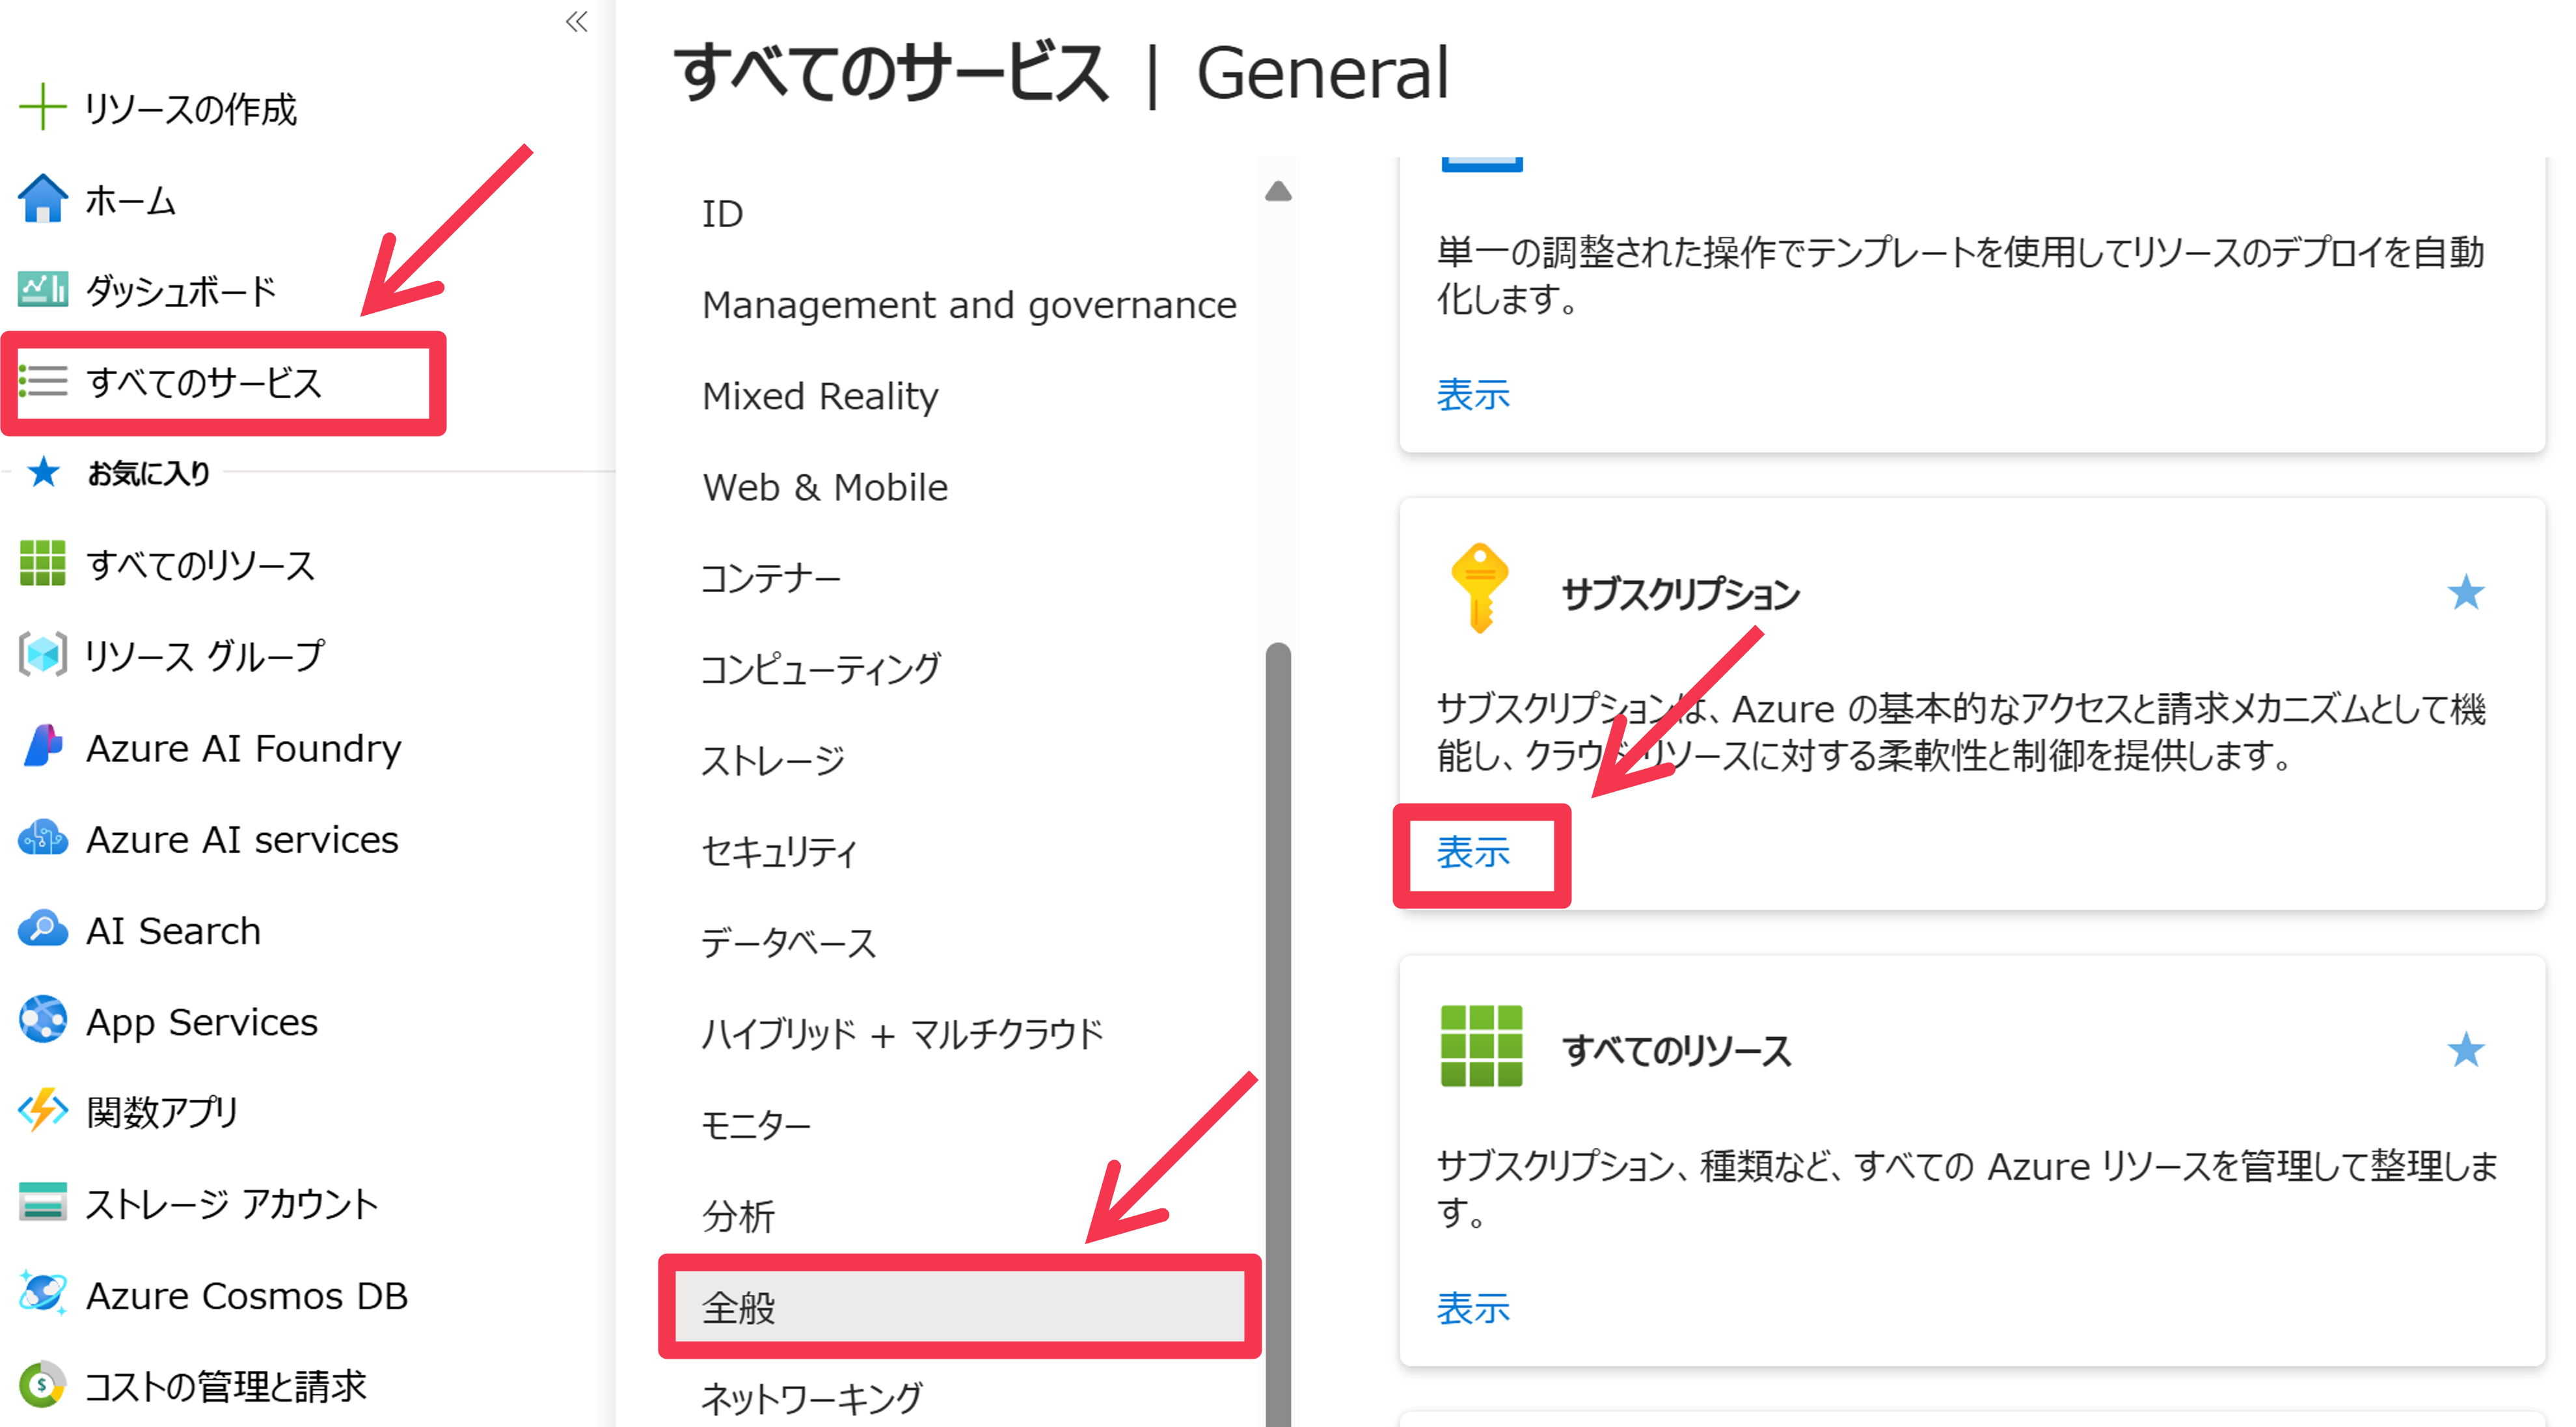 リソースの作成
ホーム
ダッシュボード
すべてのサービス
お気に入り
すべてのリソース
リソース グループ
Azure AI Foundry
Azure AI services
AI Search
App Services
関数アプリ
ストレージ アカウント
Azure Cosmos DB
コストの管理と請求
すべてのサービス | General
ID
Management and governance
Mixed Reality
Web & Mobile
コンテナー
コンピューティング
ストレージ
セキュリティ
データベース
ハイブリッド + マルチクラウド
モニター
分析
全般
ネットワーキング
単一の調整された操作でテンプレートを使用してリソースのデプロイを自動
化します。
表示
サブスクリプション
サブスクリプションは、Azure の基本的なアクセスと請求メカニズムとして機
能し、クラウド リソースに対する柔軟性と制御を提供します。
表示
すべてのリソース
サブスクリプション、種類など、すべての Azure リソースを管理して整理しま
す。
表示